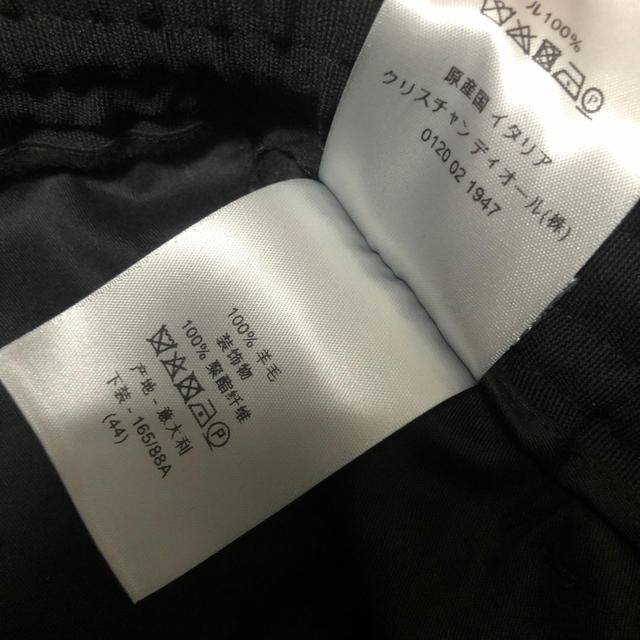 ル100%
原産国 イタリア
クリスチャン ディオール(株)
0120 02 1947
100% 羊毛
装饰物
100% 聚酯纤维
产地 - 意大利
下装 - 165/88A
(44)